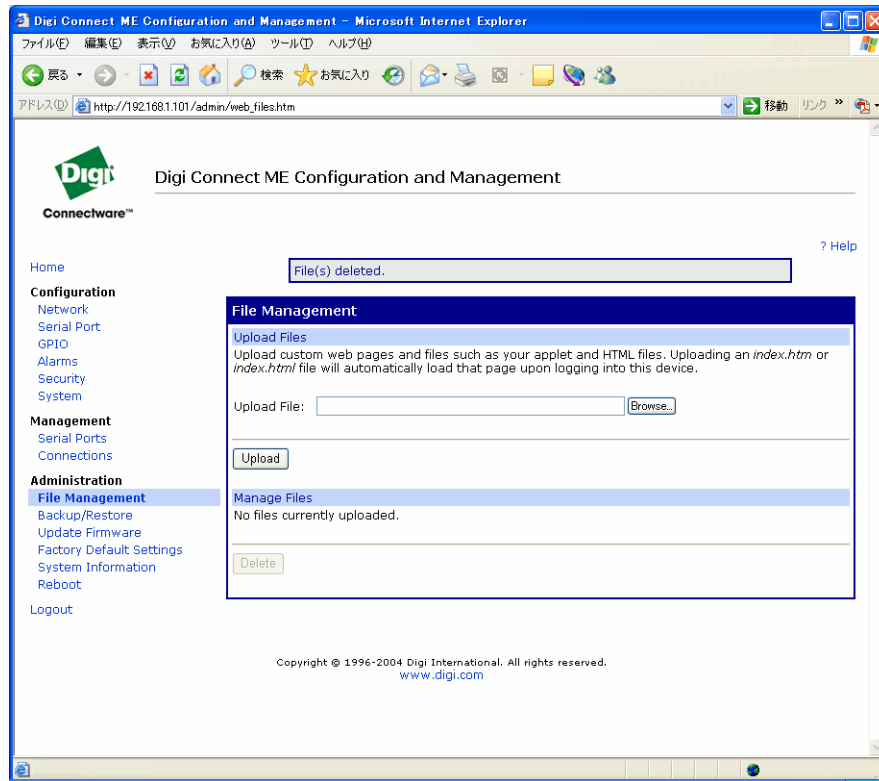 Digi Connect ME Configuration and Management - Microsoft Internet Explorer
ファイル(F) 編集(E) 表示(V) お気に入り(A) ツール(T) ヘルプ(H)
戻る 検索 お気に入り
アドレス(D) http://192.168.1.101/admin/web_files.htm 移動 リンク »
Digi
Connectware™
Digi Connect ME Configuration and Management
? Help
Home
Configuration
Network
Serial Port
GPIO
Alarms
Security
System
Management
Serial Ports
Connections
Administration
File Management
Backup/Restore
Update Firmware
Factory Default Settings
System Information
Reboot
Logout
File(s) deleted.
File Management
Upload Files
Upload custom web pages and files such as your applet and HTML files. Uploading an index.htm or
index.html file will automatically load that page upon logging into this device.
Upload File: Browse...
Upload
Manage Files
No files currently uploaded.
Delete
Copyright © 1996-2004 Digi International. All rights reserved.
www.digi.com